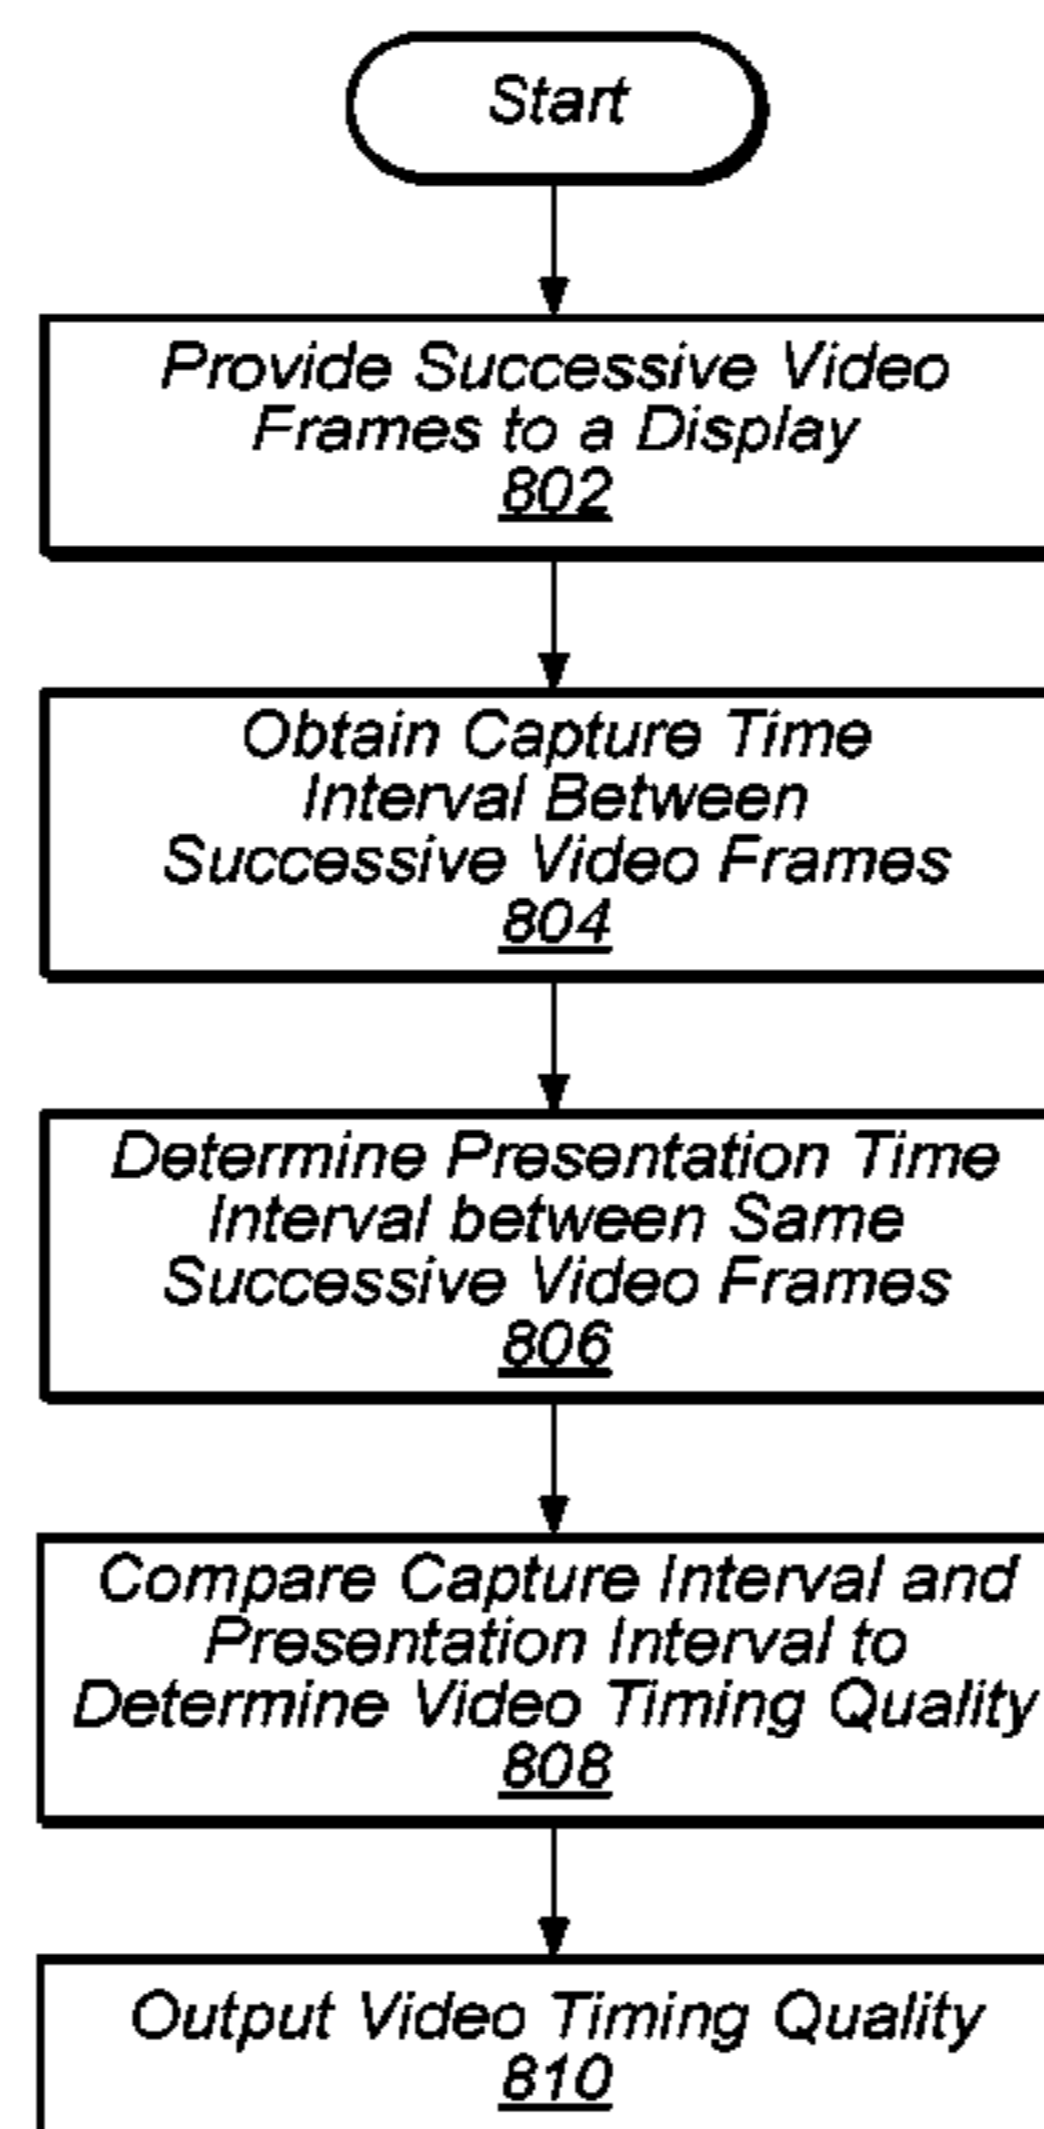 Start
Provide Successive Video
Frames to a Display
802
Obtain Capture Time
Interval Between
Successive Video Frames
804
Determine Presentation Time
Interval between Same
Successive Video Frames
806
Compare Capture Interval and
Presentation Interval to
Determine Video Timing Quality
808
Output Video Timing Quality
810